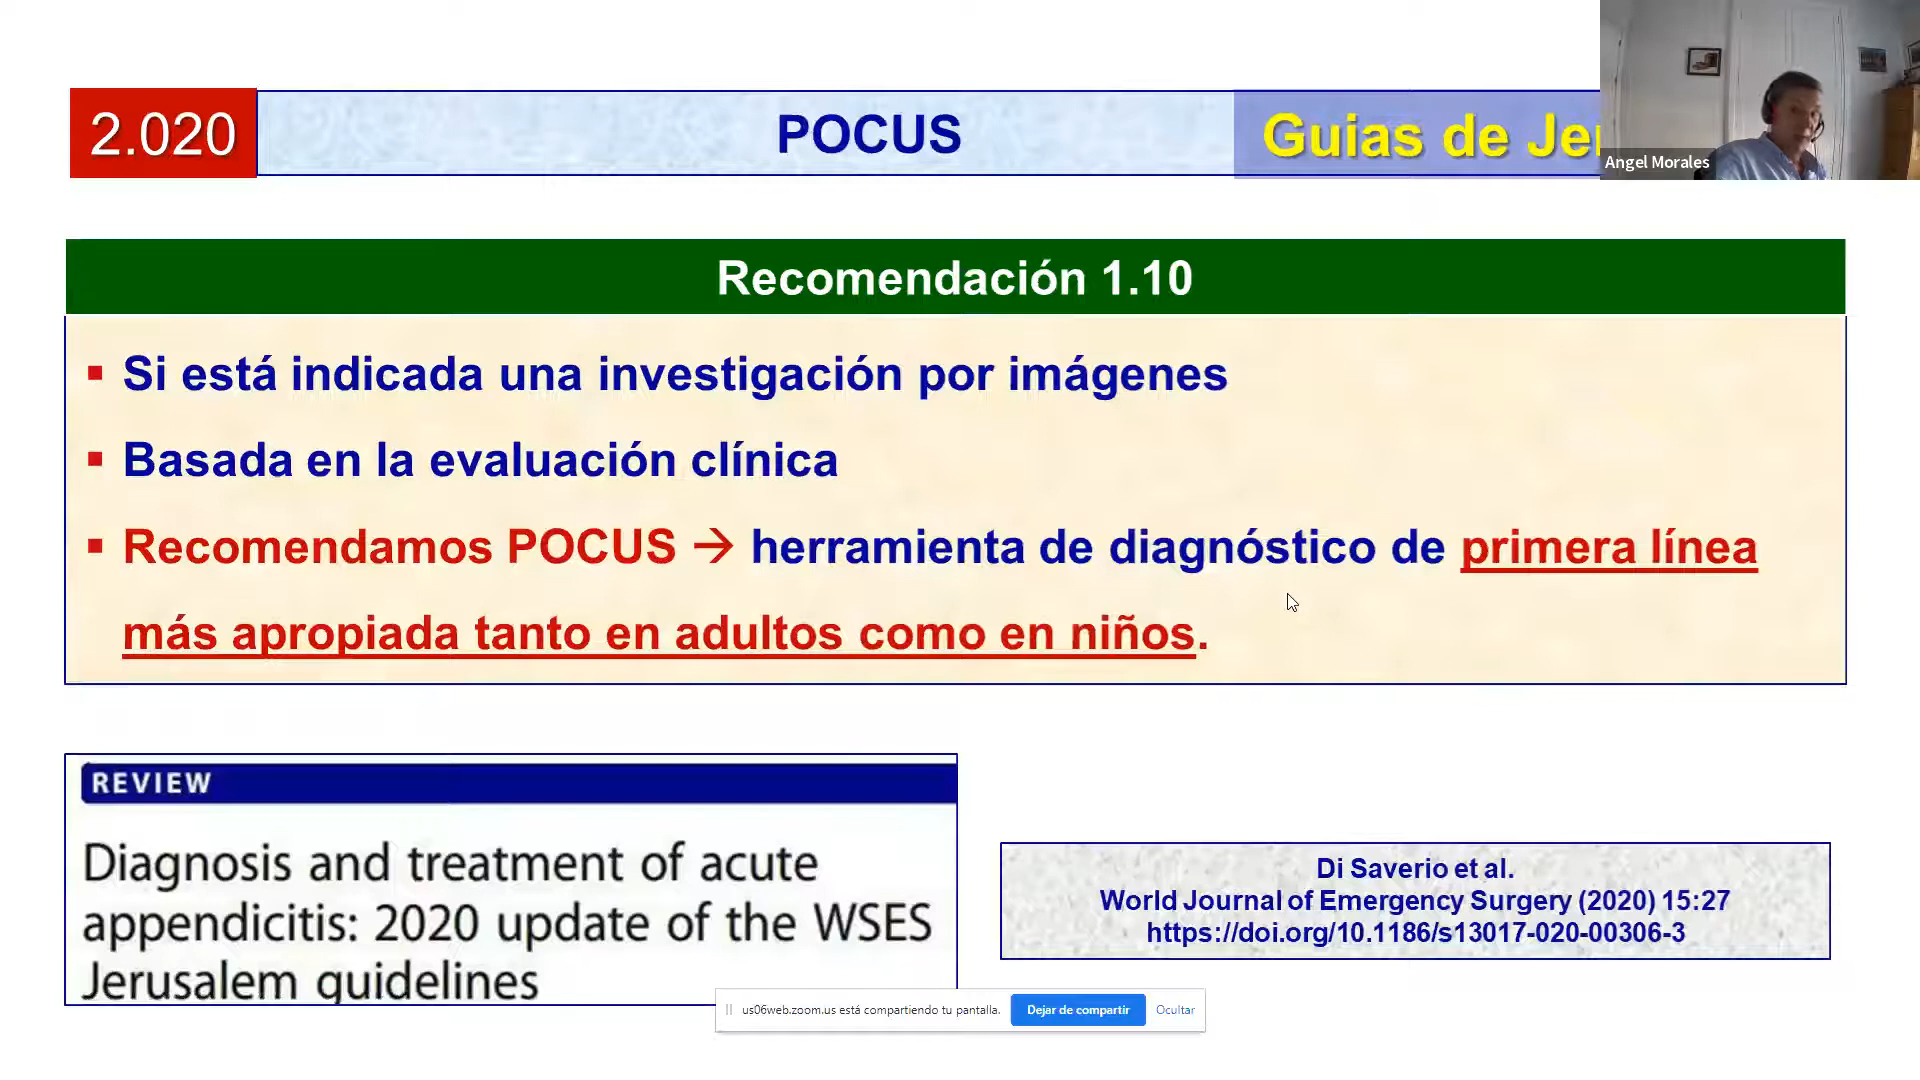 2.020
POCUS
Guias de Je
Angel Morales
Recomendación 1.10
▪ Si está indicada una investigación por imágenes
▪ Basada en la evaluación clínica
▪ Recomendamos POCUS → herramienta de diagnóstico de primera línea
más apropiada tanto en adultos como en niños.
REVIEW
Diagnosis and treatment of acute
appendicitis: 2020 update of the WSES
Jerusalem guidelines
Di Saverio et al.
World Journal of Emergency Surgery (2020) 15:27
https://doi.org/10.1186/s13017-020-00306-3
us06web.zoom.us está compartiendo tu pantalla.
Dejar de compartir
Ocultar